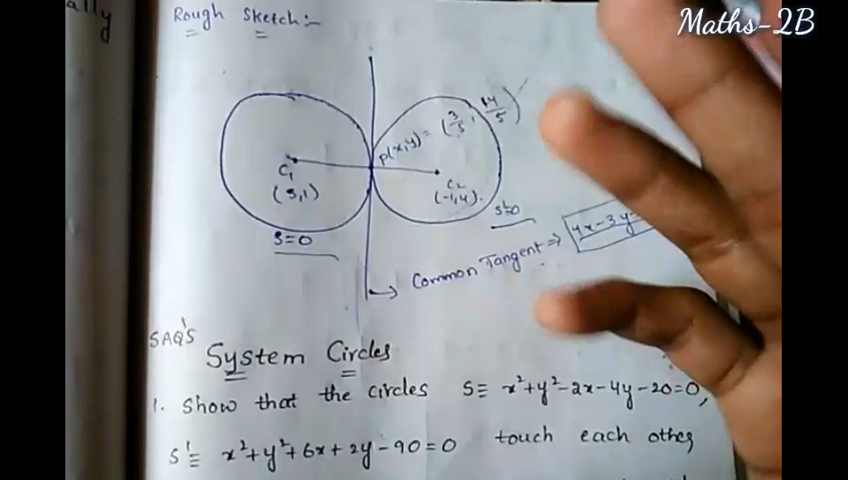 ally
Maths-2B
Rough Sketch:-
P(x,y) = (3/5, 14/5)
C₁
(3,1)
C₂
(-1,4).
S=0
S'=0
Common Tangent ⇒ 4x-3y
SAQ'S
System Circles
1. Show that the circles S≡ x²+y²-2x-4y-20=0,
S'≡ x²+y²+6x+2y-90=0 touch each other